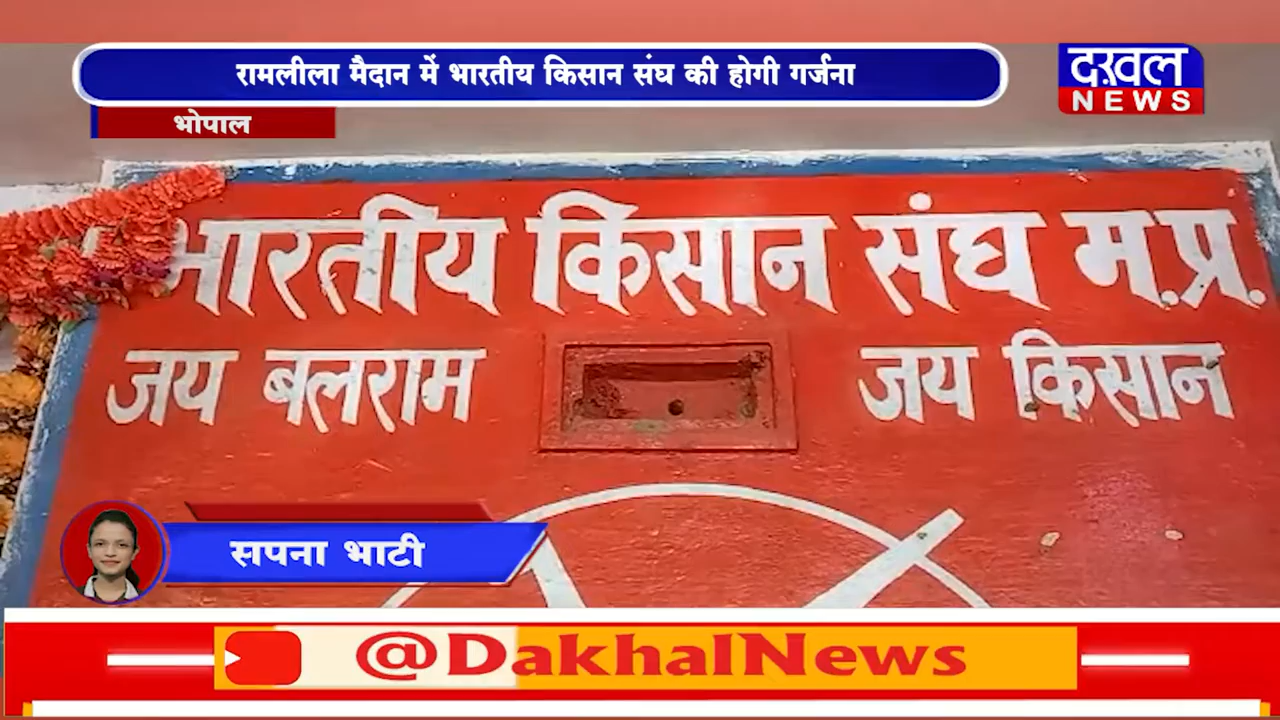 रामलीला मैदान में भारतीय किसान संघ की होगी गर्जना
दख़ल
NEWS
भोपाल
भारतीय किसान संघ म.प्र.
जय बलराम
जय किसान
सपना भाटी
@DakhalNews